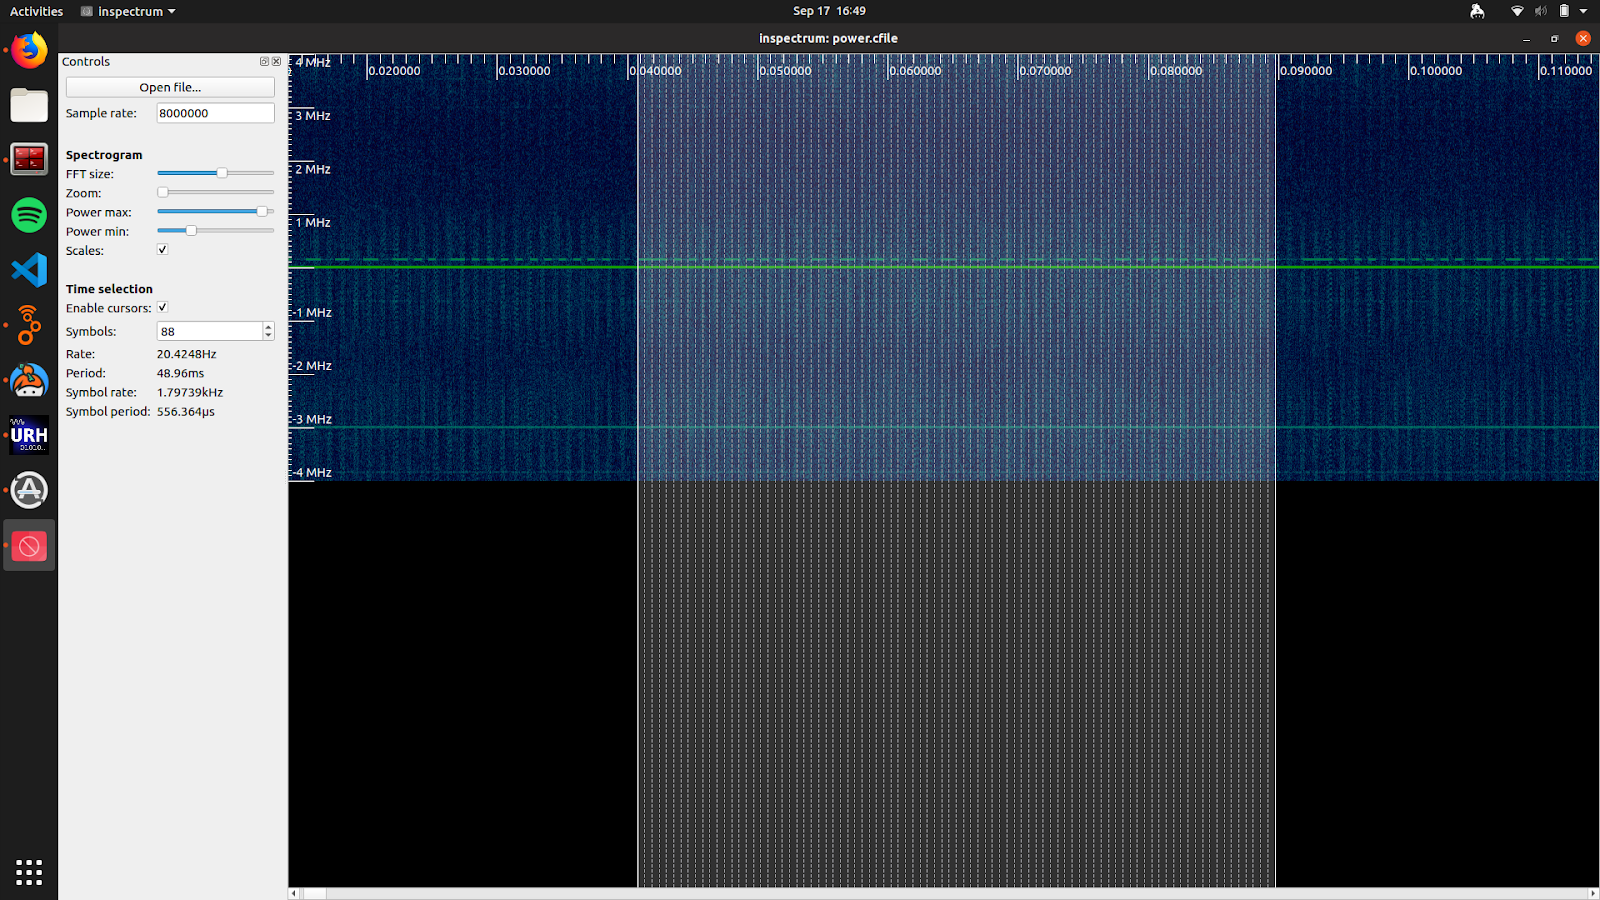 Activities inspectrum Sep 17 16:49
inspectrum: power.cfile
Controls
Open file...
Sample rate: 8000000
Spectrogram
FFT size:
Zoom:
Power max:
Power min:
Scales:
Time selection
Enable cursors:
Symbols: 88
Rate: 20.4248Hz
Period: 48.96ms
Symbol rate: 1.79739kHz
Symbol period: 556.364µs
4 MHz
0.020000 0.030000 0.040000 0.050000 0.060000 0.070000 0.080000 0.090000 0.100000 0.110000
3 MHz
2 MHz
1 MHz
-1 MHz
-2 MHz
-3 MHz
-4 MHz
URH